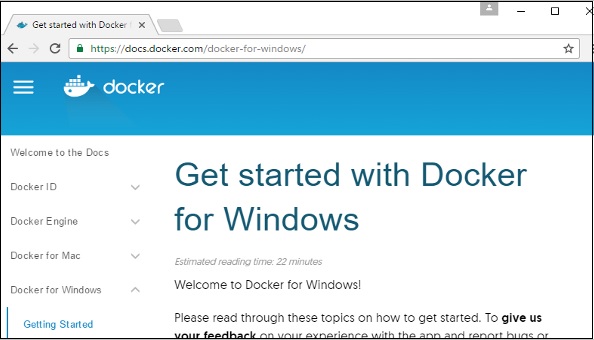 Get started with Docker
https://docs.docker.com/docker-for-windows/
docker
Welcome to the Docs
Docker ID
Docker Engine
Docker for Mac
Docker for Windows
Getting Started
Get started with Docker
for Windows
Estimated reading time: 22 minutes
Welcome to Docker for Windows!
Please read through these topics on how to get started. To give us
your feedback on your experience with the app and report bugs or